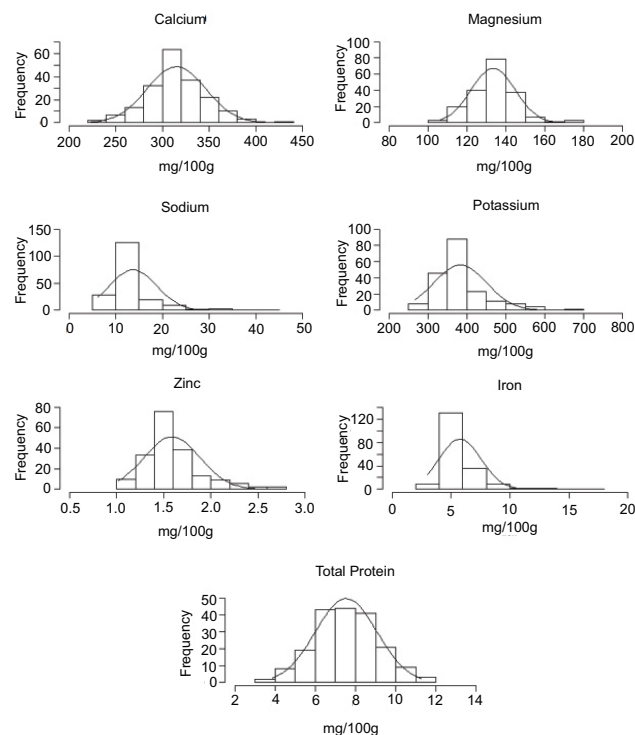 Calcium
Frequency
60
40
20
0
200 250 300 350 400 450
mg/100g
Magnesium
Frequency
100
80
60
40
20
0
80 100 120 140 160 180 200
mg/100g
Sodium
Frequency
150
100
50
0
0 10 20 30 40 50
mg/100g
Potassium
Frequency
100
80
60
40
20
0
200 300 400 500 600 700 800
mg/100g
Zinc
Frequency
80
60
40
20
0
0.5 1.0 1.5 2.0 2.5 3.0
mg/100g
Iron
Frequency
120
80
40
0
0 5 10 15 20
mg/100g
Total Protein
Frequency
50
40
30
20
10
0
2 4 6 8 10 12 14
mg/100g